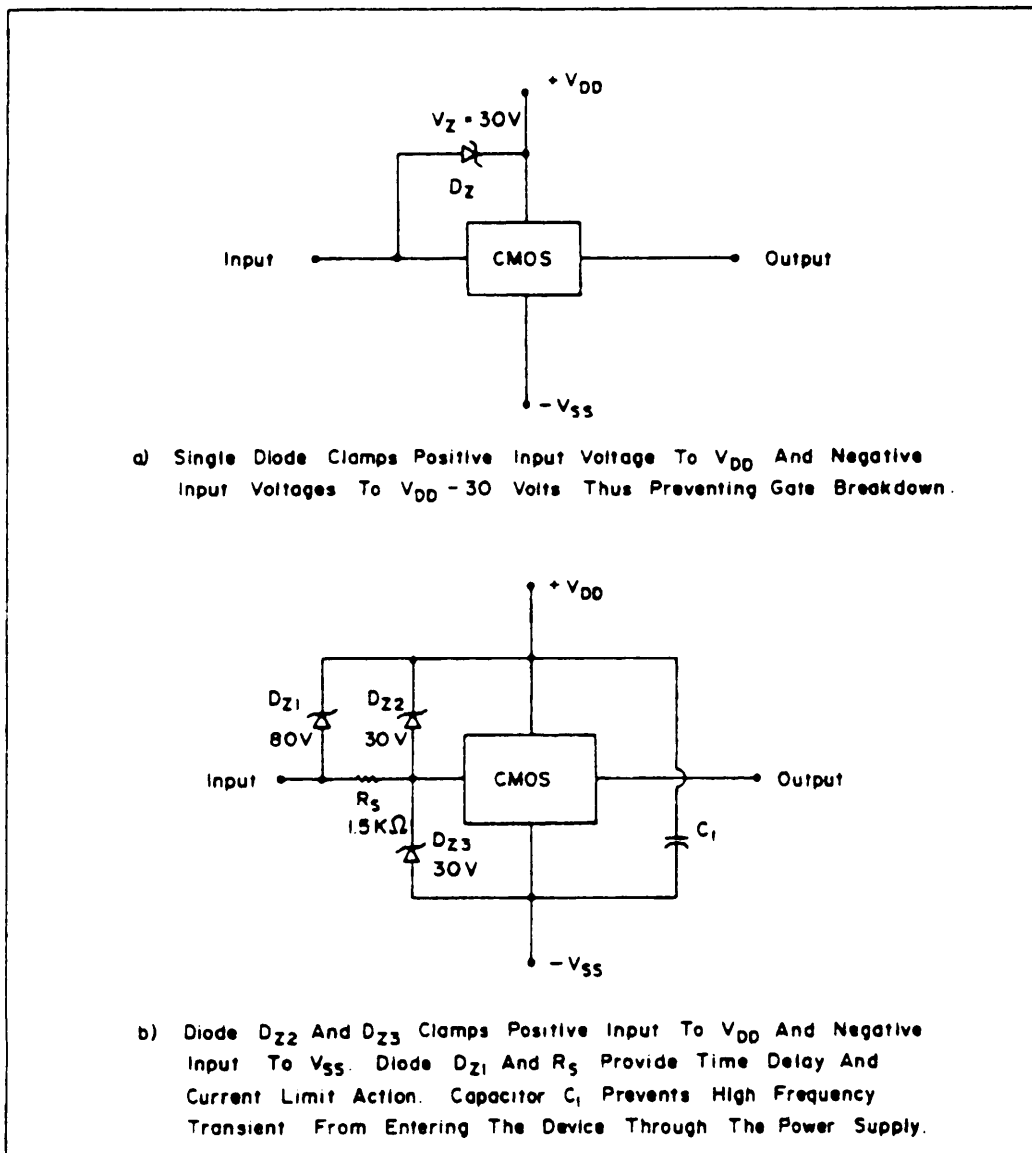 + V_DD
V_Z = 30V
D_Z
Input
CMOS
Output
- V_SS
a) Single Diode Clamps Positive Input Voltage To V_DD And Negative
Input Voltages To V_DD - 30 Volts Thus Preventing Gate Breakdown.
+ V_DD
D_Z1
80V
D_Z2
30V
Input
R_S
1.5KΩ
D_Z3
30V
CMOS
Output
C_1
- V_SS
b) Diode D_Z2 And D_Z3 Clamps Positive Input To V_DD And Negative
Input To V_SS. Diode D_Z1 And R_S Provide Time Delay And
Current Limit Action. Capacitor C_1 Prevents High Frequency
Transient From Entering The Device Through The Power Supply.